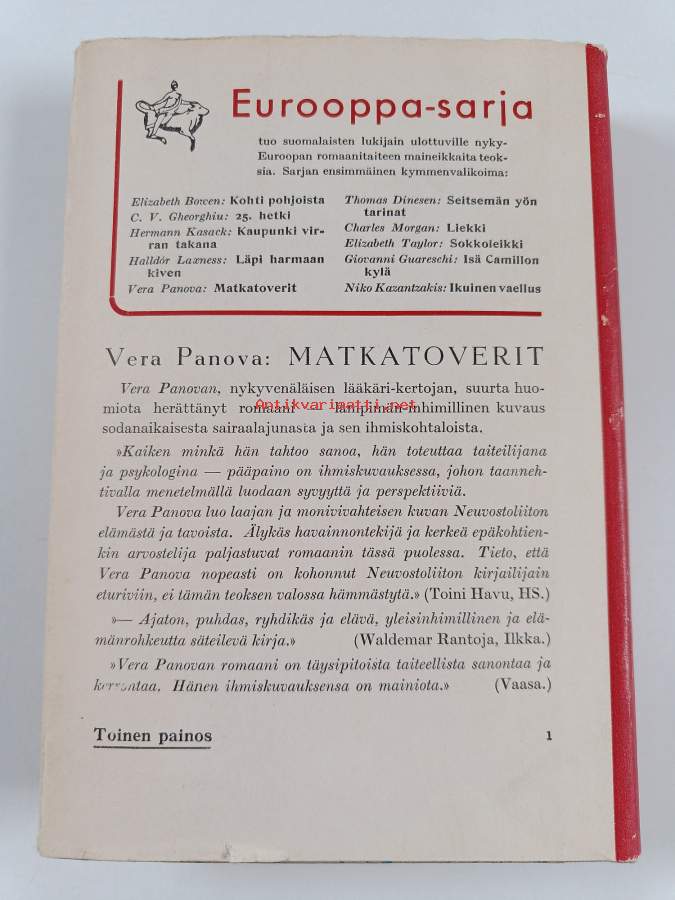 Eurooppa-sarja
tuo suomalaisten lukijain ulottuville nyky-
Euroopan romaanitaiteen maineikkaita teok-
sia. Sarjan ensimmäinen kymmenvalikoima:
Elizabeth Bowen: Kohti pohjoista
C. V. Gheorghiu: 25. hetki
Hermann Kasack: Kaupunki vir-
ran takana
Halldór Laxness: Läpi harmaan
kiven
Vera Panova: Matkatoverit
Thomas Dinesen: Seitsemän yön
tarinat
Charles Morgan: Liekki
Elizabeth Taylor: Sokkoleikki
Giovanni Guareschi: Isä Camillon
kylä
Niko Kazantzakis: Ikuinen vaellus
Vera Panova: MATKATOVERIT
Vera Panovan, nykyvenäläisen lääkäri-kertojan, suurta huo-
miota herättänyt romaani — lämpimän-inhimillinen kuvaus
Antikvariaatti.net
sodanaikaisesta sairaalajunasta ja sen ihmiskohtaloista.
»Kaiken minkä hän tahtoo sanoa, hän toteuttaa taiteilijana
ja psykologina — pääpaino on ihmiskuvauksessa, johon taanneh-
tivalla menetelmällä luodaan syvyyttä ja perspektiiviä.
Vera Panova luo laajan ja monivivahteisen kuvan Neuvostoliiton
elämästä ja tavoista. Älykäs havainnontekijä ja kerkeä epäkohtien-
kin arvostelija paljastuvat romaanin tässä puolessa. Tieto, että
Vera Panova nopeasti on kohonnut Neuvostoliiton kirjailijain
eturiviin, ei tämän teoksen valossa hämmästytä.» (Toini Havu, HS.)
»— Ajaton, puhdas, ryhdikäs ja elävä, yleisinhimillinen ja elä-
mänrohkeutta säteilevä kirja.» (Waldemar Rantoja, Ilkka.)
»Vera Panovan romaani on täysipitoista taiteellista sanontaa ja
kerrontaa. Hänen ihmiskuvauksensa on mainiota.» (Vaasa.)
Toinen painos
1